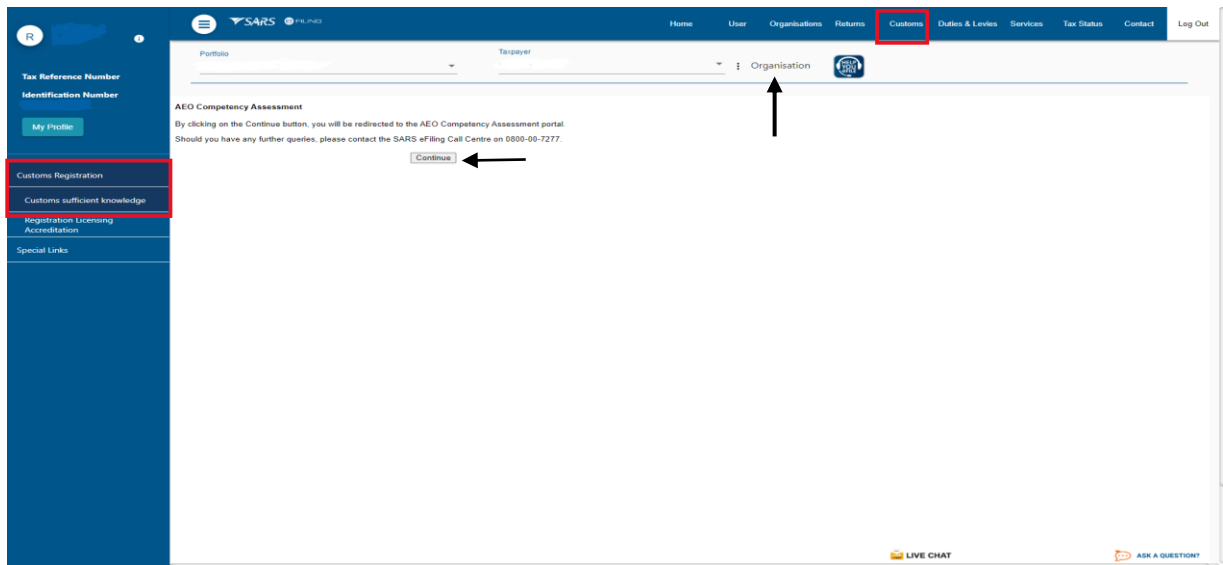 R
SARS eFILING
Home User Organisations Returns Customs Duties & Levies Services Tax Status Contact Log Out
Portfolio
Taxpayer
Organisation
HELP YOU eFILE
Tax Reference Number
Identification Number
My Profile
AEO Competency Assessment
By clicking on the Continue button, you will be redirected to the AEO Competency Assessment portal.
Should you have any further queries, please contact the SARS eFiling Call Centre on 0800-00-7277.
Continue
Customs Registration
Customs sufficient knowledge
Registration Licensing
Accreditation
Special Links
LIVE CHAT
ASK A QUESTION?